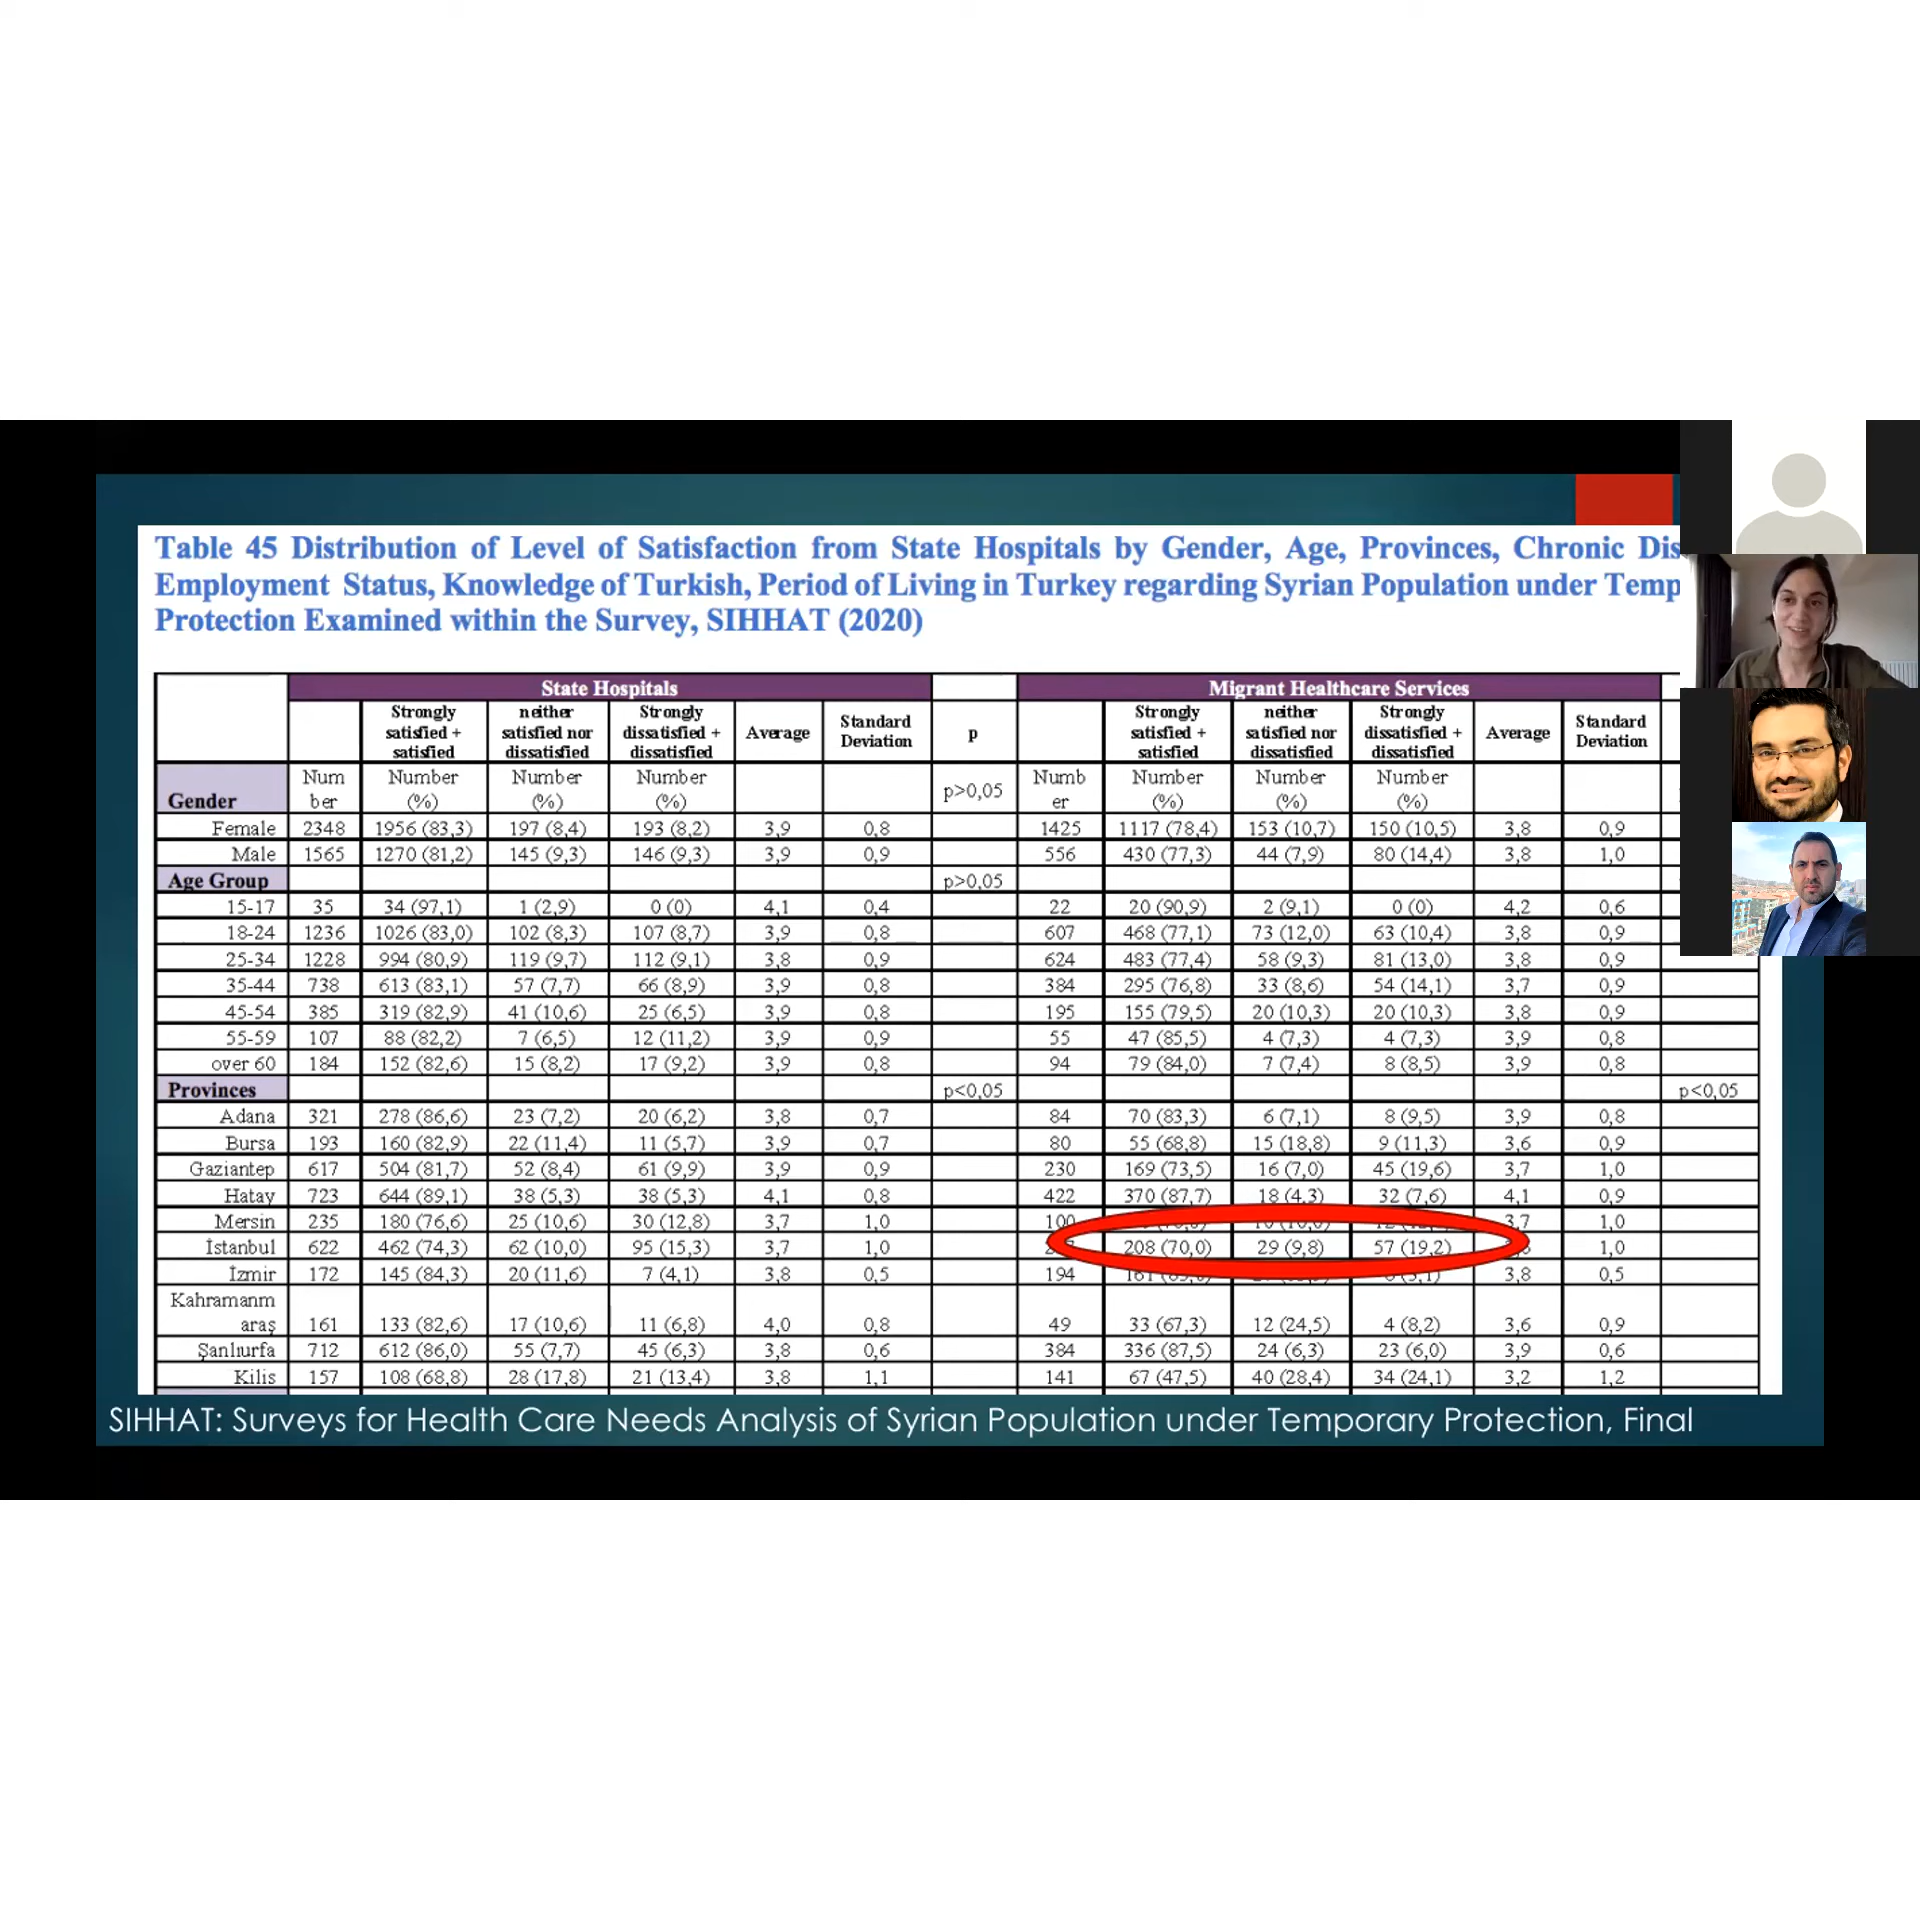 Table 45 Distribution of Level of Satisfaction from State Hospitals by Gender, Age, Provinces, Chronic
Employment Status, Knowledge of Turkish, Period of Living in Turkey regarding Syrian Population under
Protection Examined within the Survey, SIHHAT (2020)
State Hospitals Migrant Healthcare Services
Strongly satisfied + satisfied neither satisfied nor dissatisfied Strongly dissatisfied + dissatisfied Average Standard Deviation p Strongly satisfied + satisfied neither satisfied nor dissatisfied Strongly dissatisfied + dissatisfied Average Standard Deviation
Gender Num ber Number (%) Number (%) Number (%) p>0,05 Numb er Number (%) Number (%) Number (%)
Female 2348 1956 (83,3) 197 (8,4) 193 (8,2) 3,9 0,8 1425 1117 (78,4) 153 (10,7) 150 (10,5) 3,8 0,9
Male 1565 1270 (81,2) 145 (9,3) 146 (9,3) 3,9 0,9 556 430 (77,3) 44 (7,9) 80 (14,4) 3,8 1,0
Age Group p>0,05
15-17 35 34 (97,1) 1 (2,9) 0 (0) 4,1 0,4 22 20 (90,9) 2 (9,1) 0 (0) 4,2 0,6
18-24 1236 1026 (83,0) 102 (8,3) 107 (8,7) 3,9 0,8 607 468 (77,1) 73 (12,0) 63 (10,4) 3,8 0,9
25-34 1228 994 (80,9) 119 (9,7) 112 (9,1) 3,8 0,9 624 483 (77,4) 58 (9,3) 81 (13,0) 3,8 0,9
35-44 738 613 (83,1) 57 (7,7) 66 (8,9) 3,9 0,8 384 295 (76,8) 33 (8,6) 54 (14,1) 3,7 0,9
45-54 385 319 (82,9) 41 (10,6) 25 (6,5) 3,9 0,8 195 155 (79,5) 20 (10,3) 20 (10,3) 3,8 0,9
55-59 107 88 (82,2) 7 (6,5) 12 (11,2) 3,9 0,9 55 47 (85,5) 4 (7,3) 4 (7,3) 3,9 0,8
over 60 184 152 (82,6) 15 (8,2) 17 (9,2) 3,9 0,8 94 79 (84,0) 7 (7,4) 8 (8,5) 3,9 0,8
Provinces p<0,05 p<0,05
Adana 321 278 (86,6) 23 (7,2) 20 (6,2) 3,8 0,7 84 70 (83,3) 6 (7,1) 8 (9,5) 3,9 0,8
Bursa 193 160 (82,9) 22 (11,4) 11 (5,7) 3,9 0,7 80 55 (68,8) 15 (18,8) 9 (11,3) 3,6 0,9
Gaziantep 617 504 (81,7) 52 (8,4) 61 (9,9) 3,9 0,9 230 169 (73,5) 16 (7,0) 45 (19,6) 3,7 1,0
Hatay 723 644 (89,1) 38 (5,3) 38 (5,3) 4,1 0,8 422 370 (87,7) 18 (4,3) 32 (7,6) 4,1 0,9
Mersin 235 180 (76,6) 25 (10,6) 30 (12,8) 3,7 1,0 100 3,7 1,0
İstanbul 622 462 (74,3) 62 (10,0) 95 (15,3) 3,7 1,0 208 (70,0) 29 (9,8) 57 (19,2) 1,0
İzmir 172 145 (84,3) 20 (11,6) 7 (4,1) 3,8 0,5 194 3,8 0,5
Kahramanm
araş 161 133 (82,6) 17 (10,6) 11 (6,8) 4,0 0,8 49 33 (67,3) 12 (24,5) 4 (8,2) 3,6 0,9
Şanlıurfa 712 612 (86,0) 55 (7,7) 45 (6,3) 3,8 0,6 384 336 (87,5) 24 (6,3) 23 (6,0) 3,9 0,6
Kilis 157 108 (68,8) 28 (17,8) 21 (13,4) 3,8 1,1 141 67 (47,5) 40 (28,4) 34 (24,1) 3,2 1,2
SIHHAT: Surveys for Health Care Needs Analysis of Syrian Population under Temporary Protection, Final